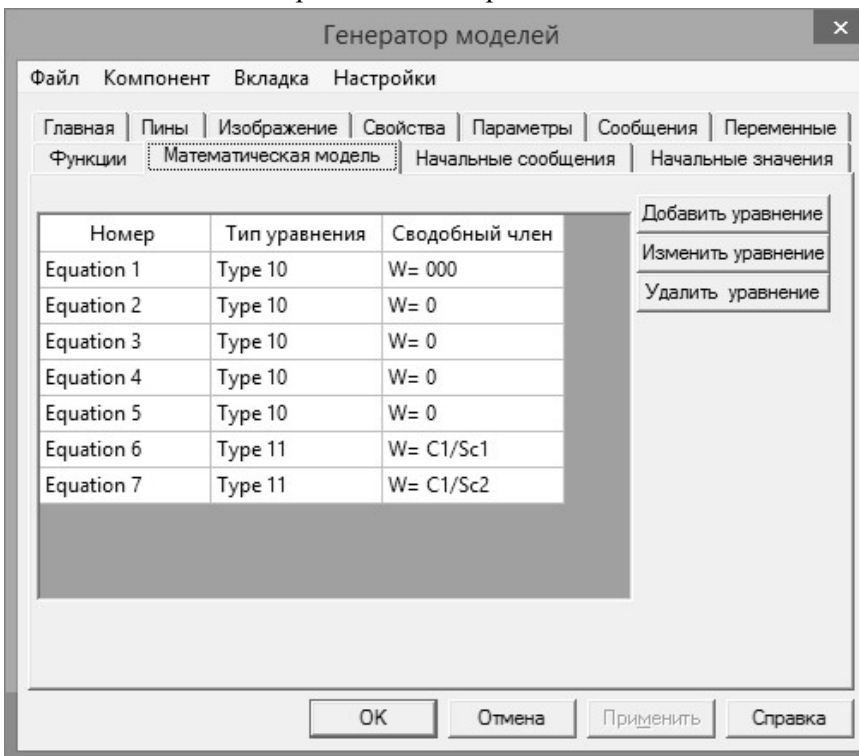 Генератор моделей
Файл Компонент Вкладка Настройки
Главная Пины Изображение Свойства Параметры Сообщения Переменные
Функции Математическая модель Начальные сообщения Начальные значения
Номер Тип уравнения Сводобный член
Equation 1 Type 10 W= 000
Equation 2 Type 10 W= 0
Equation 3 Type 10 W= 0
Equation 4 Type 10 W= 0
Equation 5 Type 10 W= 0
Equation 6 Type 11 W= C1/Sc1
Equation 7 Type 11 W= C1/Sc2
Добавить уравнение
Изменить уравнение
Удалить уравнение
OK Отмена Применить Справка